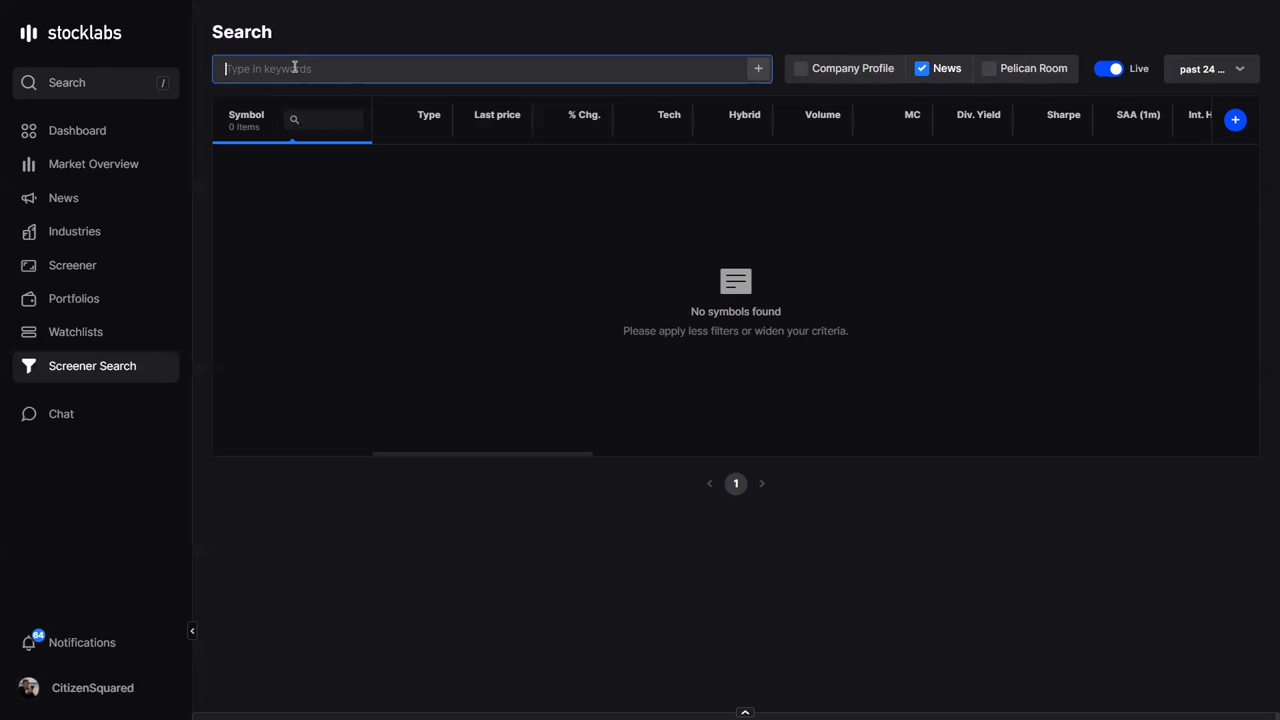 stocklabs
Search /
Dashboard
Market Overview
News
Industries
Screener
Portfolios
Watchlists
Screener Search
Chat
64
Notifications
CitizenSquared
Search
Type in keywords +
Company Profile News Pelican Room Live past 24 ...
Symbol Type Last price % Chg. Tech Hybrid Volume MC Div. Yield Sharpe SAA (1m) Int. H +
0 Items
No symbols found
Please apply less filters or widen your criteria.
1